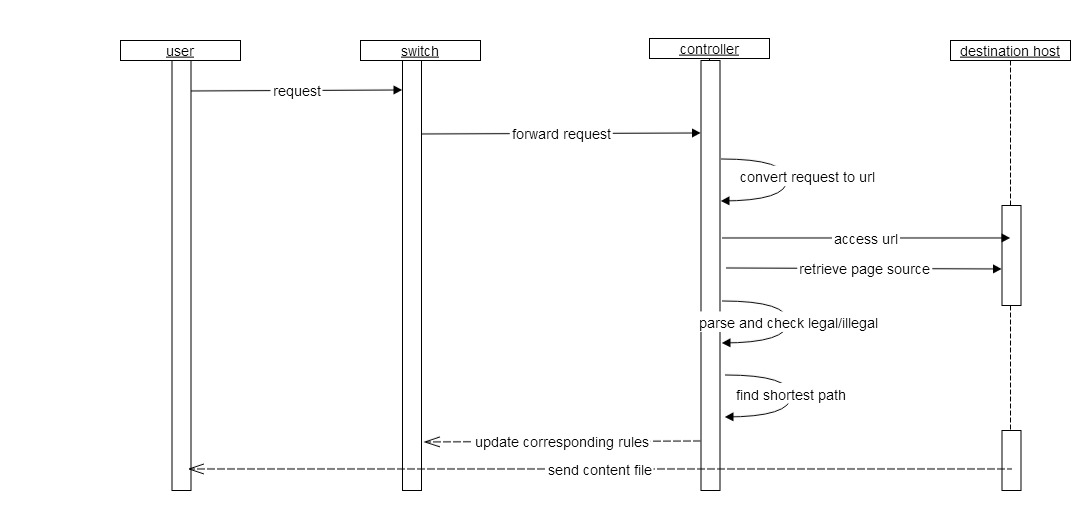 user
switch
controller
destination host
request
forward request
convert request to url
access url
retrieve page source
parse and check legal/illegal
find shortest path
update corresponding rules
send content file